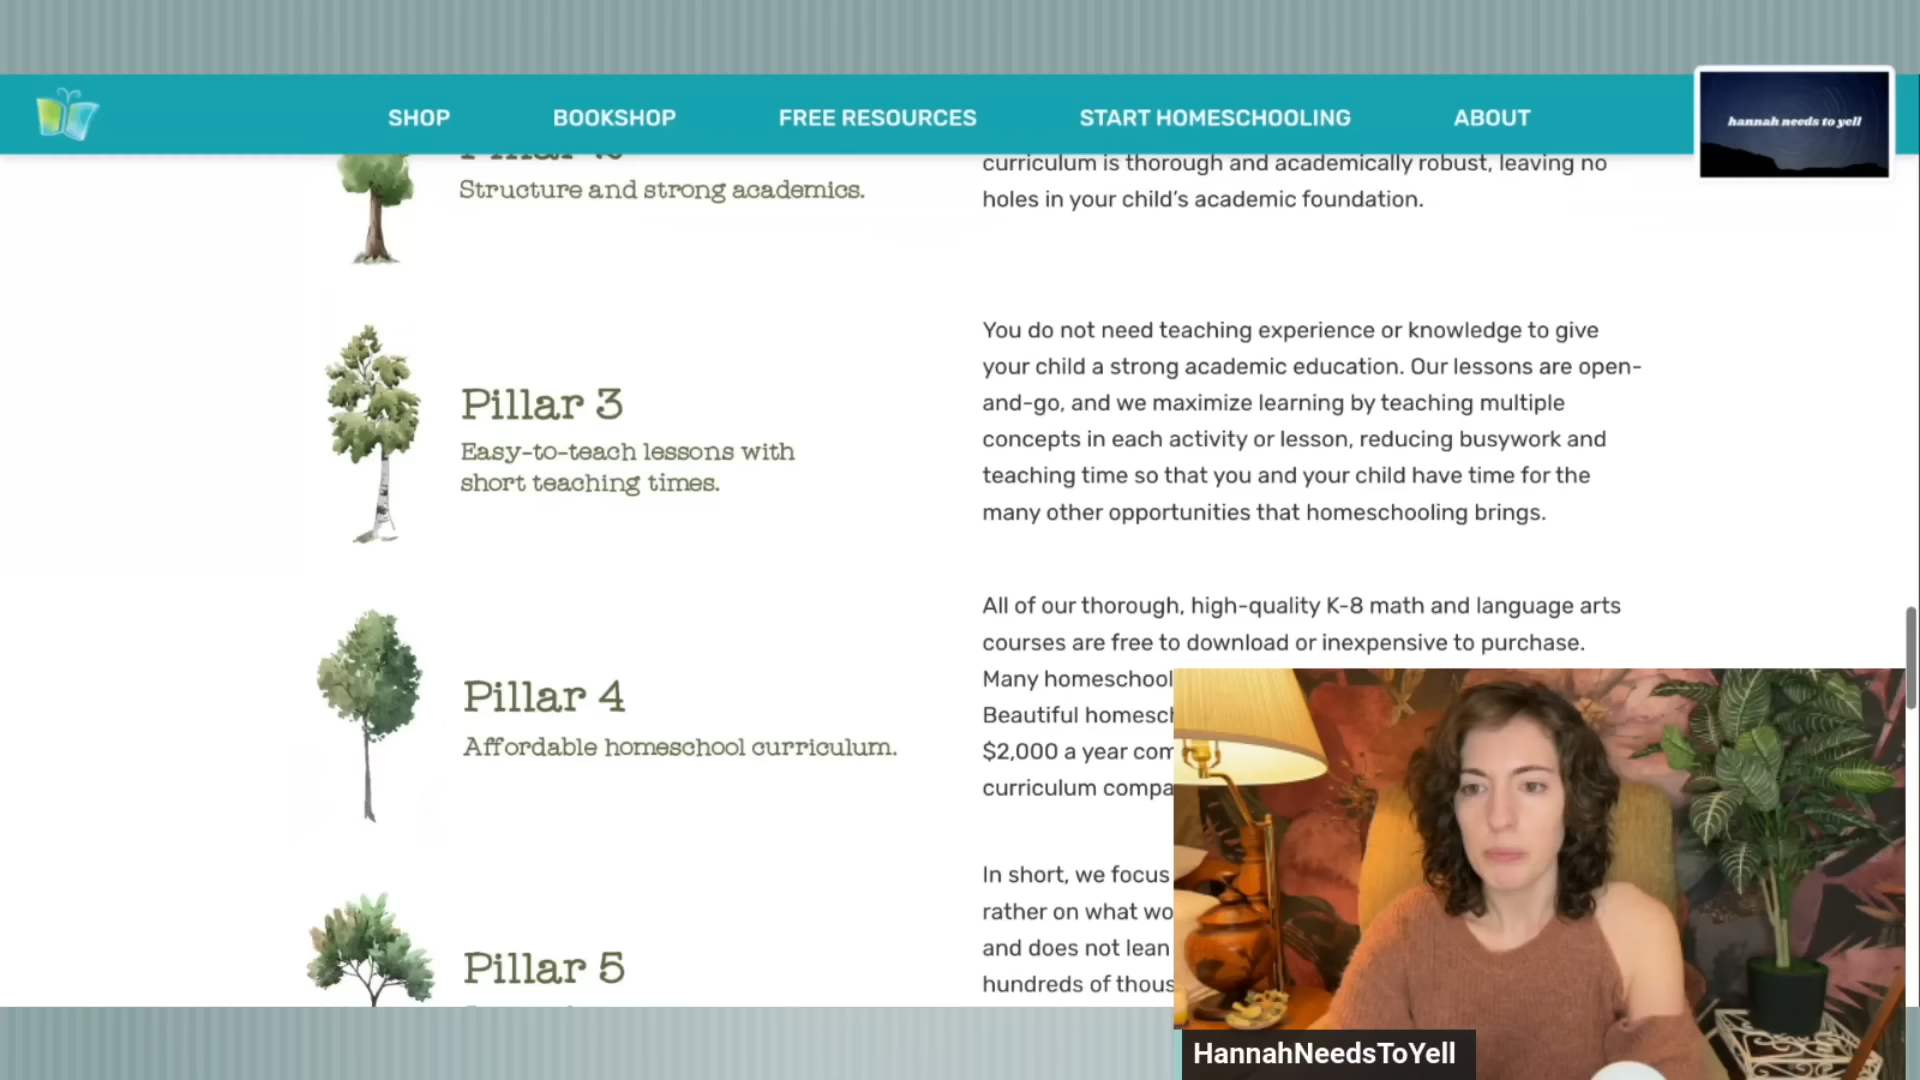 SHOP
BOOKSHOP
FREE RESOURCES
START HOMESCHOOLING
ABOUT
hannah needs to yell
Structure and strong academics.
curriculum is thorough and academically robust, leaving no
holes in your child's academic foundation.
Pillar 3
Easy-to-teach lessons with
short teaching times.
You do not need teaching experience or knowledge to give
your child a strong academic education. Our lessons are open-
and-go, and we maximize learning by teaching multiple
concepts in each activity or lesson, reducing busywork and
teaching time so that you and your child have time for the
many other opportunities that homeschooling brings.
Pillar 4
Affordable homeschool curriculum.
All of our thorough, high-quality K-8 math and language arts
courses are free to download or inexpensive to purchase.
Many homeschool
Beautiful homesch
$2,000 a year com
curriculum compa
Pillar 5
In short, we focus
rather on what wo
and does not lean
hundreds of thous
HannahNeedsToYell